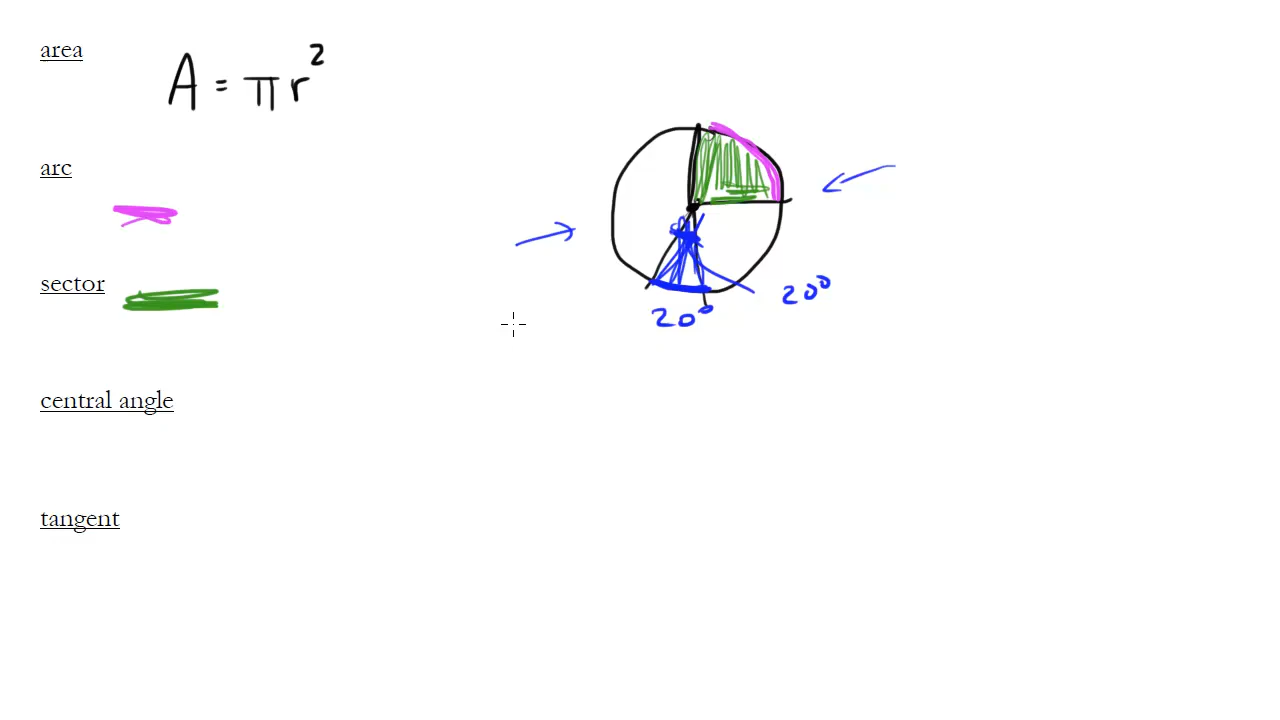 area
A = πr²
arc
sector
20°
20°
central angle
tangent